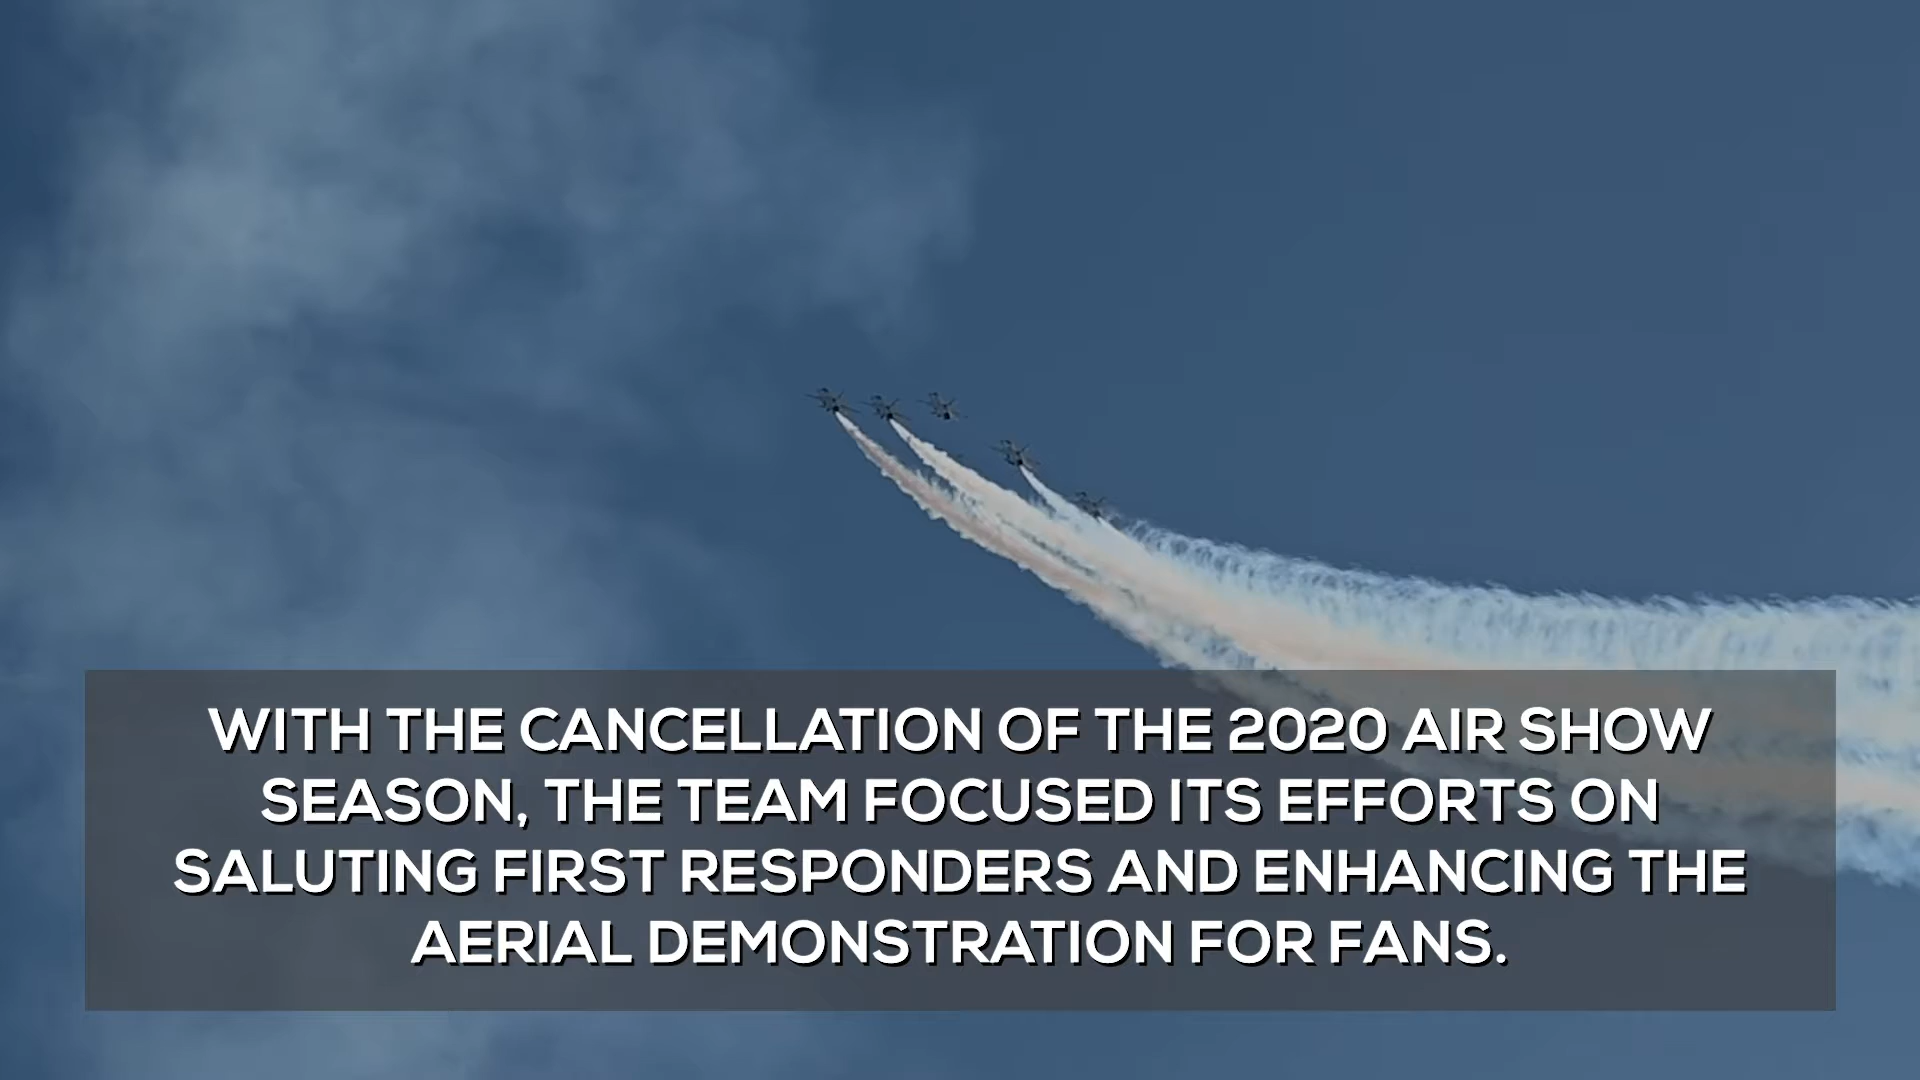 WITH THE CANCELLATION OF THE 2020 AIR SHOW
SEASON, THE TEAM FOCUSED ITS EFFORTS ON
SALUTING FIRST RESPONDERS AND ENHANCING THE
AERIAL DEMONSTRATION FOR FANS.